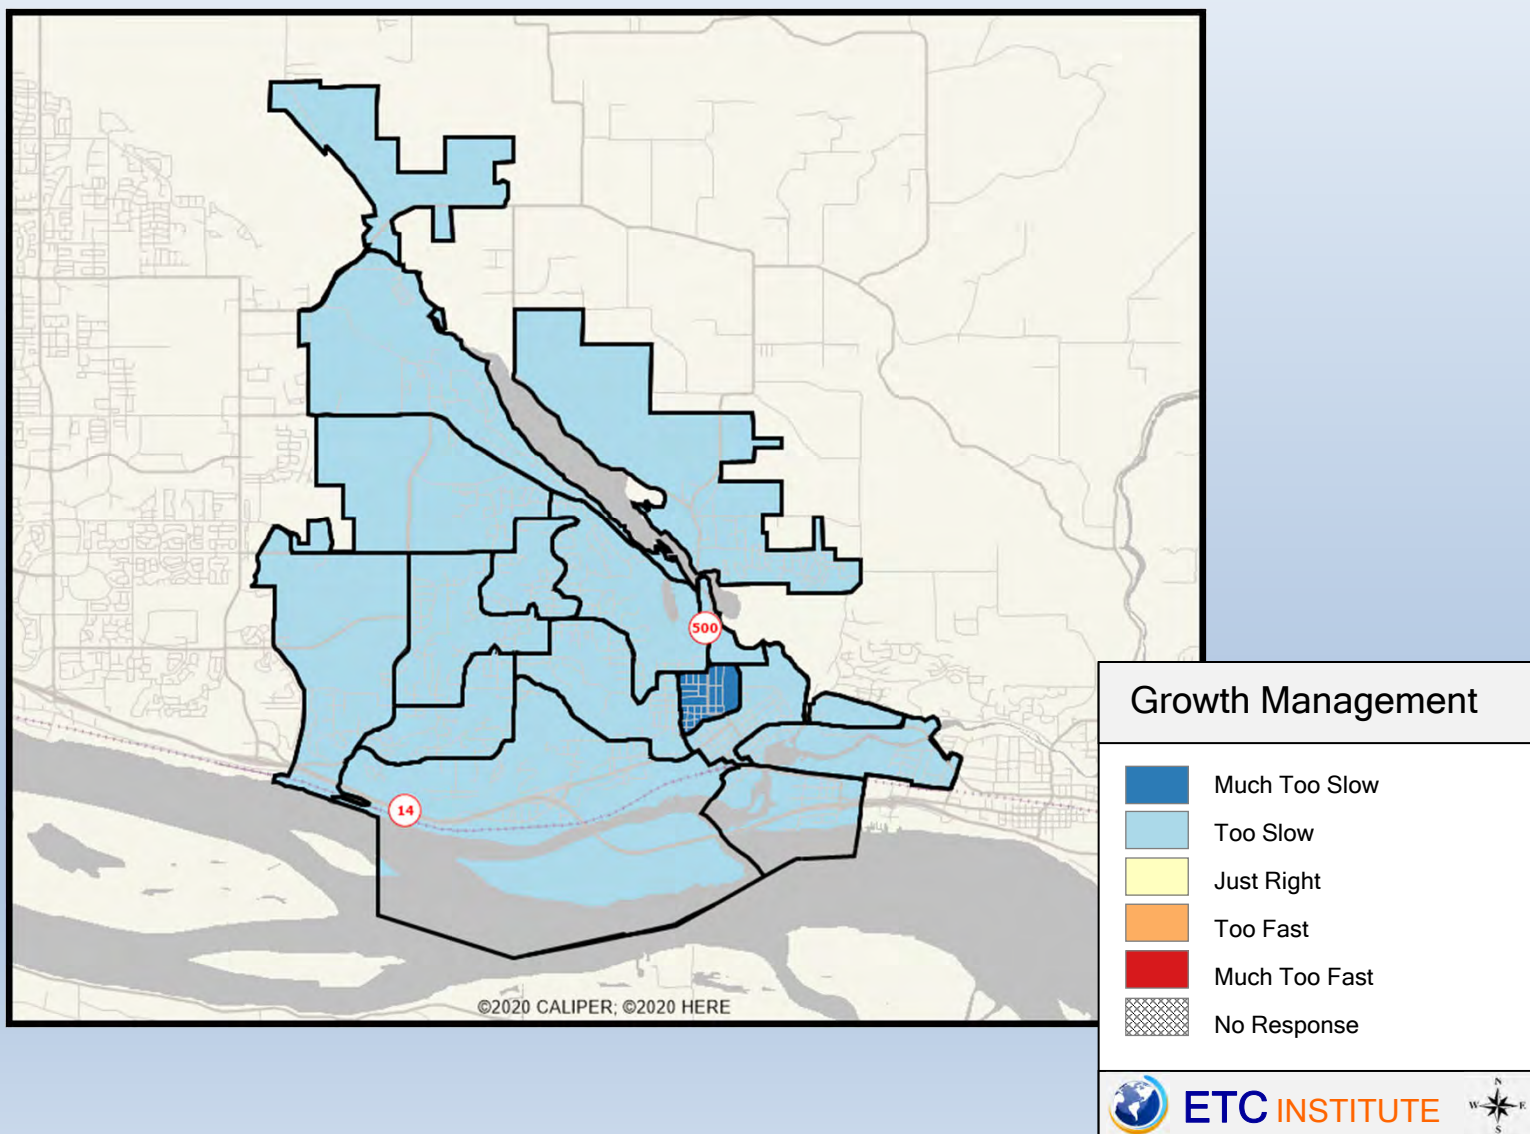 500
14
©2020 CALIPER; ©2020 HERE
Growth Management
Much Too Slow
Too Slow
Just Right
Too Fast
Much Too Fast
No Response
ETC INSTITUTE
N
W E
S